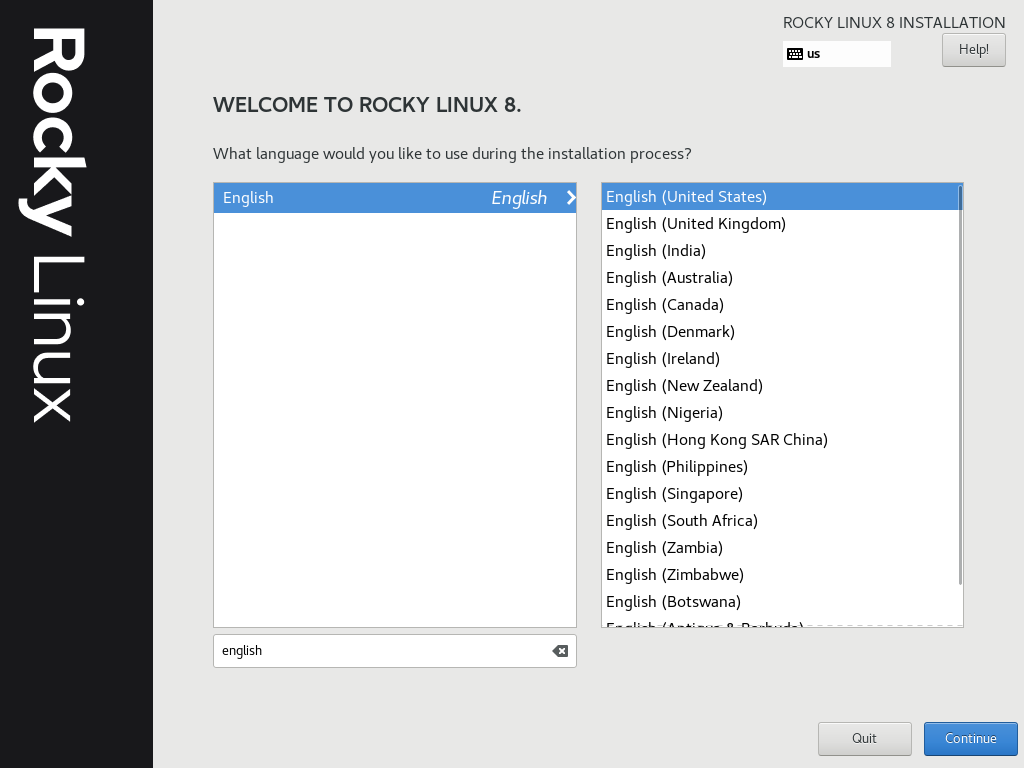 Rocky Linux
ROCKY LINUX 8 INSTALLATION
us
Help!
WELCOME TO ROCKY LINUX 8.
What language would you like to use during the installation process?
English English
English (United States)
English (United Kingdom)
English (India)
English (Australia)
English (Canada)
English (Denmark)
English (Ireland)
English (New Zealand)
English (Nigeria)
English (Hong Kong SAR China)
English (Philippines)
English (Singapore)
English (South Africa)
English (Zambia)
English (Zimbabwe)
English (Botswana)
English (Antigua & Barbuda)
english
Quit
Continue